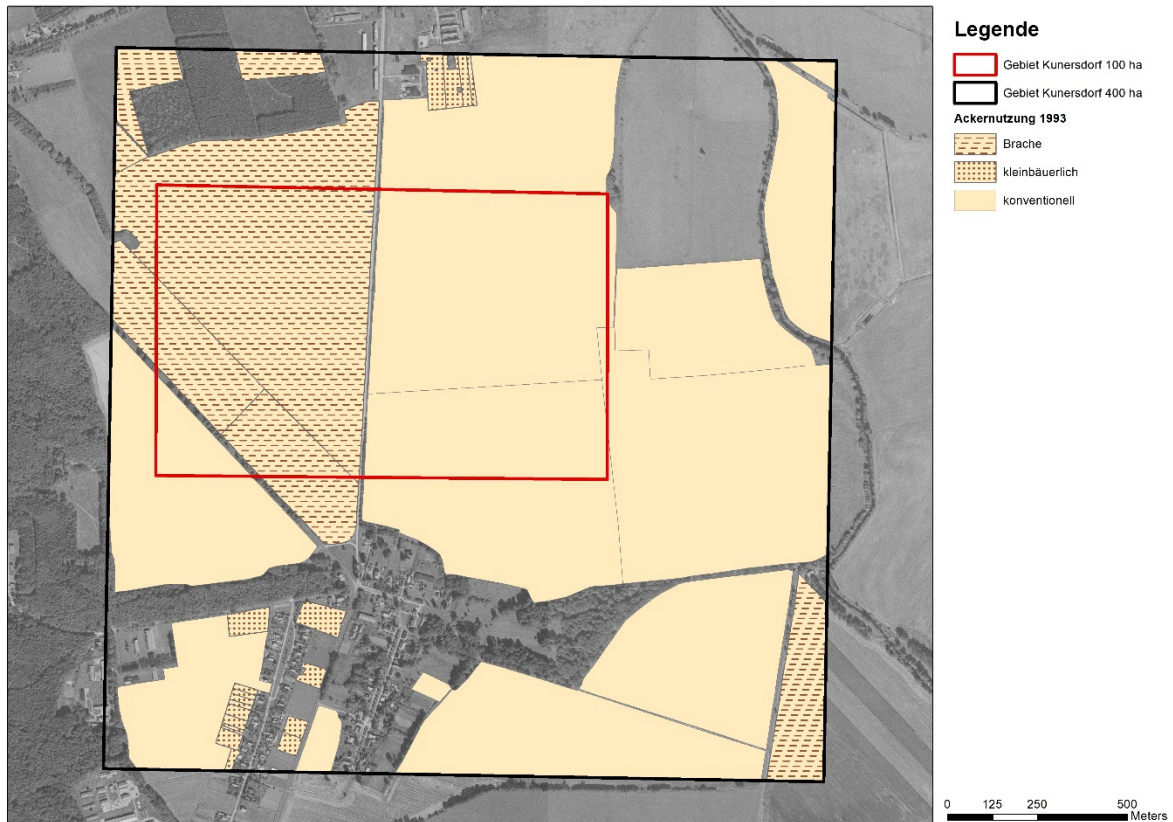 Legende
Gebiet Kunersdorf 100 ha
Gebiet Kunersdorf 400 ha
Ackernutzung 1993
Brache
kleinbäuerlich
konventionell
0 125 250 500
Meters